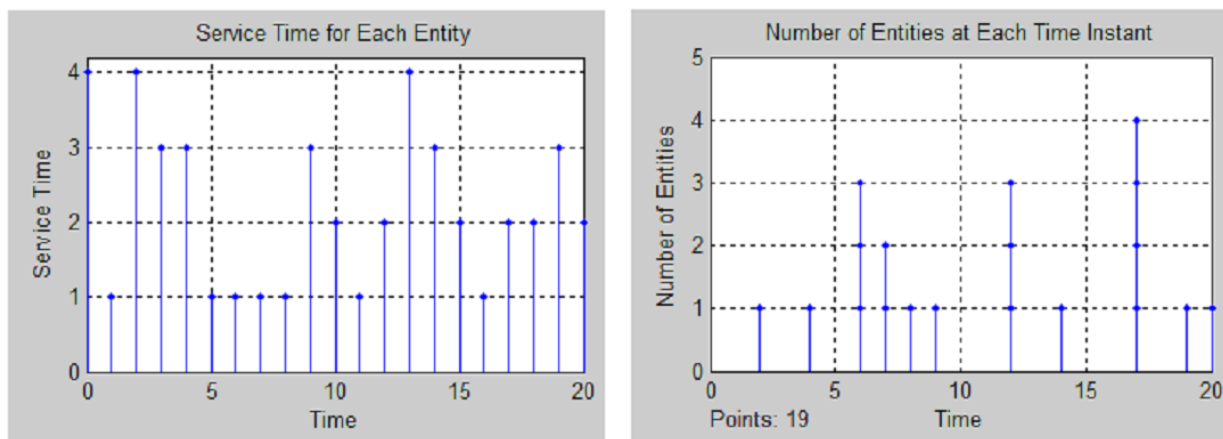 Service Time for Each Entity
4
3
2
1
0
Service Time
0 5 10 15 20
Time
Number of Entities at Each Time Instant
5
4
3
2
1
0
Number of Entities
0 5 10 15 20
Points: 19 Time